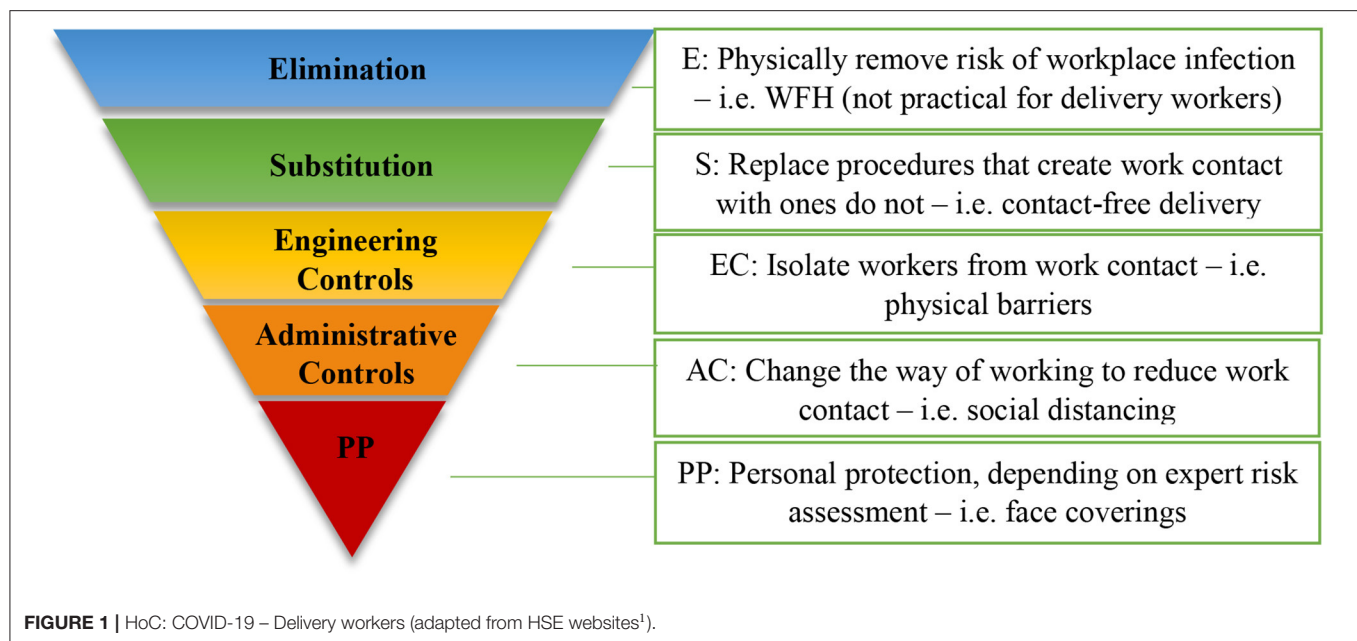 Elimination
E: Physically remove risk of workplace infection
– i.e. WFH (not practical for delivery workers)
Substitution
S: Replace procedures that create work contact
with ones do not – i.e. contact-free delivery
Engineering
Controls
EC: Isolate workers from work contact – i.e.
physical barriers
Administrative
Controls
AC: Change the way of working to reduce work
contact – i.e. social distancing
PP
PP: Personal protection, depending on expert risk
assessment – i.e. face coverings
FIGURE 1 | HoC: COVID-19 – Delivery workers (adapted from HSE websites¹).